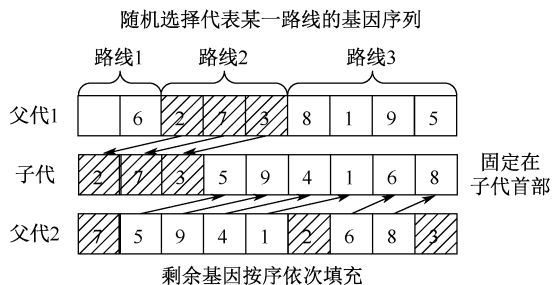 随机选择代表某一路线的基因序列
路线1 路线2 路线3
父代1 6 2 7 3 8 1 9 5
子代 2 7 3 5 9 4 1 6 8 固定在
子代首部
父代2 7 5 9 4 1 2 6 8 3
剩余基因按序依次填充